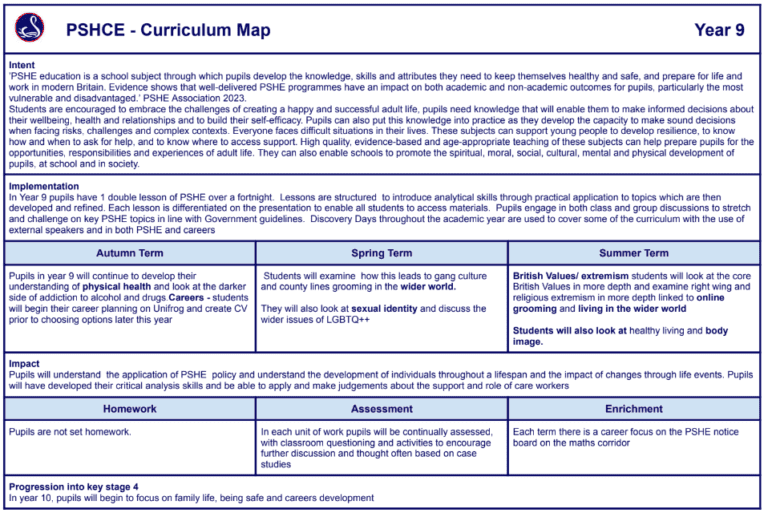 PSHCE - Curriculum Map
Year 9
Intent
'PSHE education is a school subject through which pupils develop the knowledge, skills and attributes they need to keep themselves healthy and safe, and prepare for life and
work in modern Britain. Evidence shows that well-delivered PSHE programmes have an impact on both academic and non-academic outcomes for pupils, particularly the most
vulnerable and disadvantaged.' PSHE Association 2023.
Students are encouraged to embrace the challenges of creating a happy and successful adult life, pupils need knowledge that will enable them to make informed decisions about
their wellbeing, health and relationships and to build their self-efficacy. Pupils can also put this knowledge into practice as they develop the capacity to make sound decisions
when facing risks, challenges and complex contexts. Everyone faces difficult situations in their lives. These subjects can support young people to develop resilience, to know
how and when to ask for help, and to know where to access support. High quality, evidence-based and age-appropriate teaching of these subjects can help prepare pupils for the
opportunities, responsibilities and experiences of adult life. They can also enable schools to promote the spiritual, moral, social, cultural, mental and physical development of
pupils, at school and in society.
Implementation
In Year 9 pupils have 1 double lesson of PSHE over a fortnight. Lessons are structured to introduce analytical skills through practical application to topics which are then
developed and refined. Each lesson is differentiated on the presentation to enable all students to access materials. Pupils engage in both class and group discussions to stretch
and challenge on key PSHE topics in line with Government guidelines. Discovery Days throughout the academic year are used to cover some of the curriculum with the use of
external speakers and in both PSHE and careers
Autumn Term
Spring Term
Summer Term
Pupils in year 9 will continue to develop their
understanding of physical health and look at the darker
side of addiction to alcohol and drugs Careers - students
will begin their career planning on Unifrog and create CV
prior to choosing options later this year
Students will examine how this leads to gang culture
and county lines grooming in the wider world.
They will also look at sexual identity and discuss the
wider issues of LGBTQ++
British Values/ extremism students will look at the core
British Values in more depth and examine right wing and
religious extremism in more depth linked to online
grooming and living in the wider world
Students will also look at healthy living and body
image.
Impact
Pupils will understand the application of PSHE policy and understand the development of individuals throughout a lifespan and the impact of changes through life events. Pupils
will have developed their critical analysis skills and be able to apply and make judgements about the support and role of care workers
Homework
Assessment
Enrichment
Pupils are not set homework.
In each unit of work pupils will be continually assessed,
with classroom questioning and activities to encourage
further discussion and thought often based on case
studies
Each term there is a career focus on the PSHE notice
board on the maths corridor
Progression into key stage 4
In year 10, pupils will begin to focus on family life, being safe and careers development